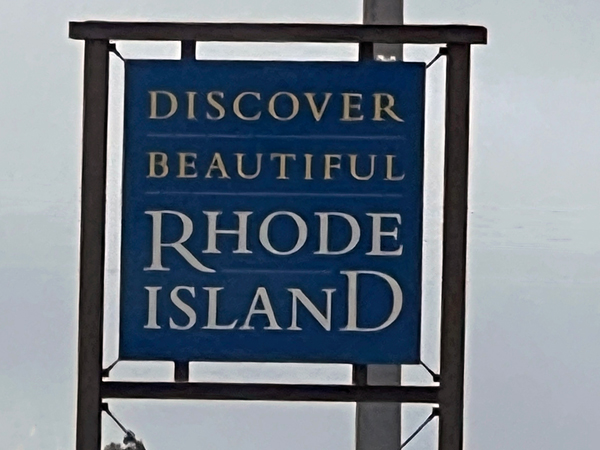 DISCOVER
BEAUTIFUL
RHODE
ISLAND